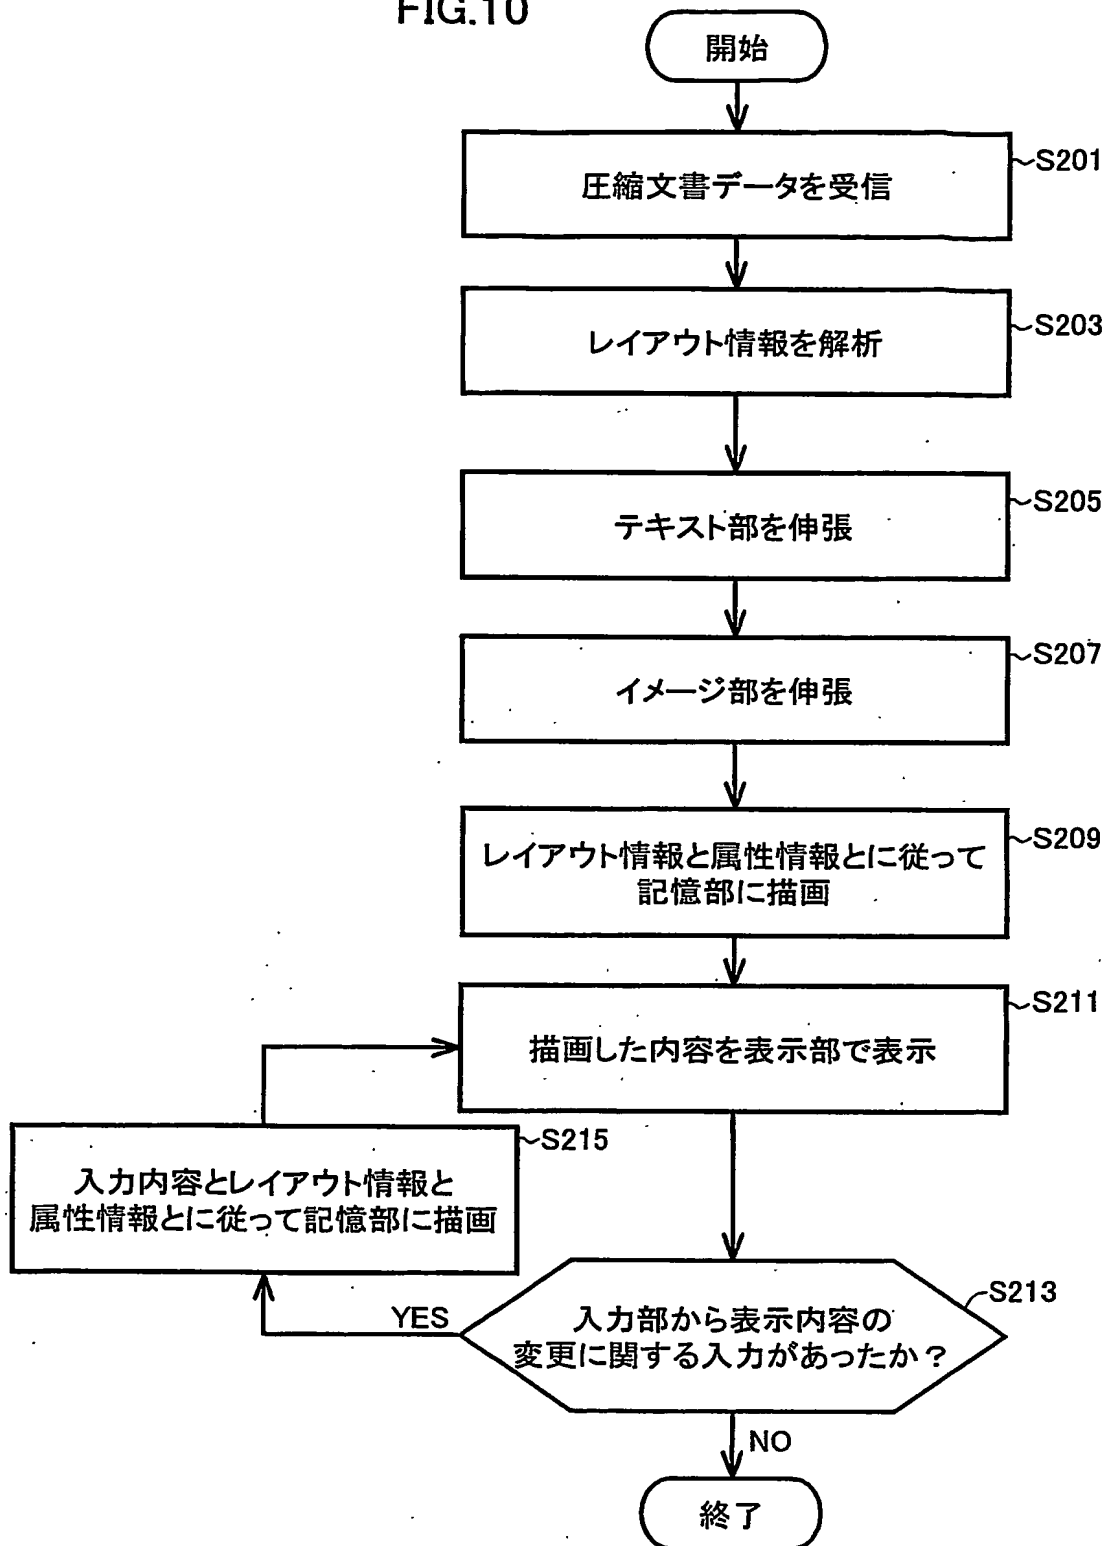 FIG.10
開始
圧縮文書データを受信
S201
レイアウト情報を解析
S203
テキスト部を伸張
S205
イメージ部を伸張
S207
レイアウト情報と属性情報とに従って
記憶部に描画
S209
描画した内容を表示部で表示
S211
入力内容とレイアウト情報と
属性情報とに従って記憶部に描画
S215
入力部から表示内容の
変更に関する入力があったか？
S213
YES
NO
終了